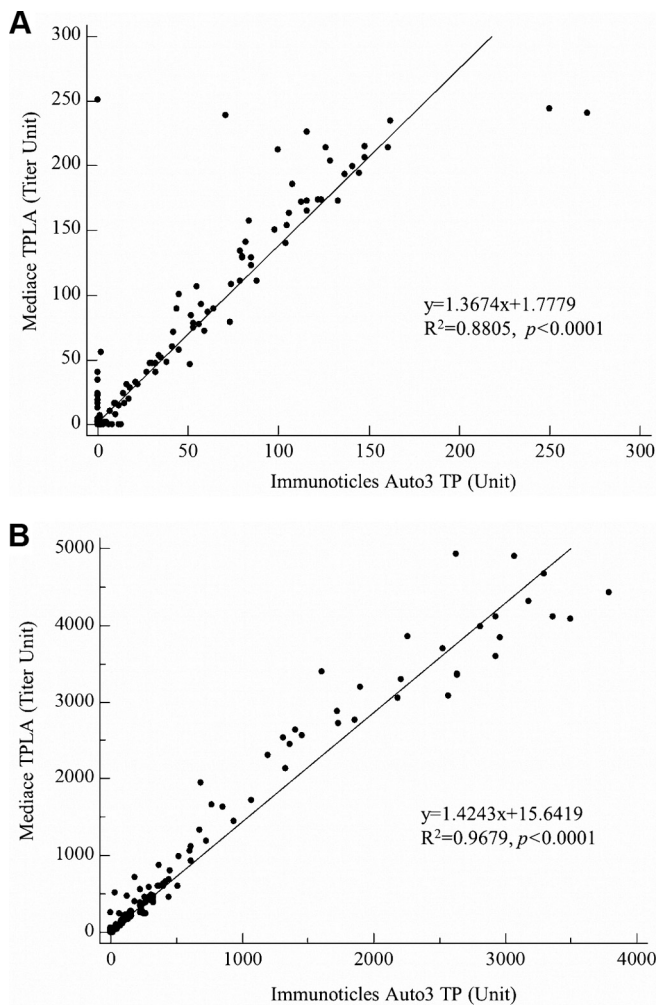 A
300
250
200
150
100
50
0
Mediace TPLA (Titer Unit)
y=1.3674x+1.7779
R²=0.8805, p<0.0001
0 50 100 150 200 250 300
Immunoticles Auto3 TP (Unit)
B
5000
4000
3000
2000
1000
0
Mediace TPLA (Titer Unit)
y=1.4243x+15.6419
R²=0.9679, p<0.0001
0 1000 2000 3000 4000
Immunoticles Auto3 TP (Unit)